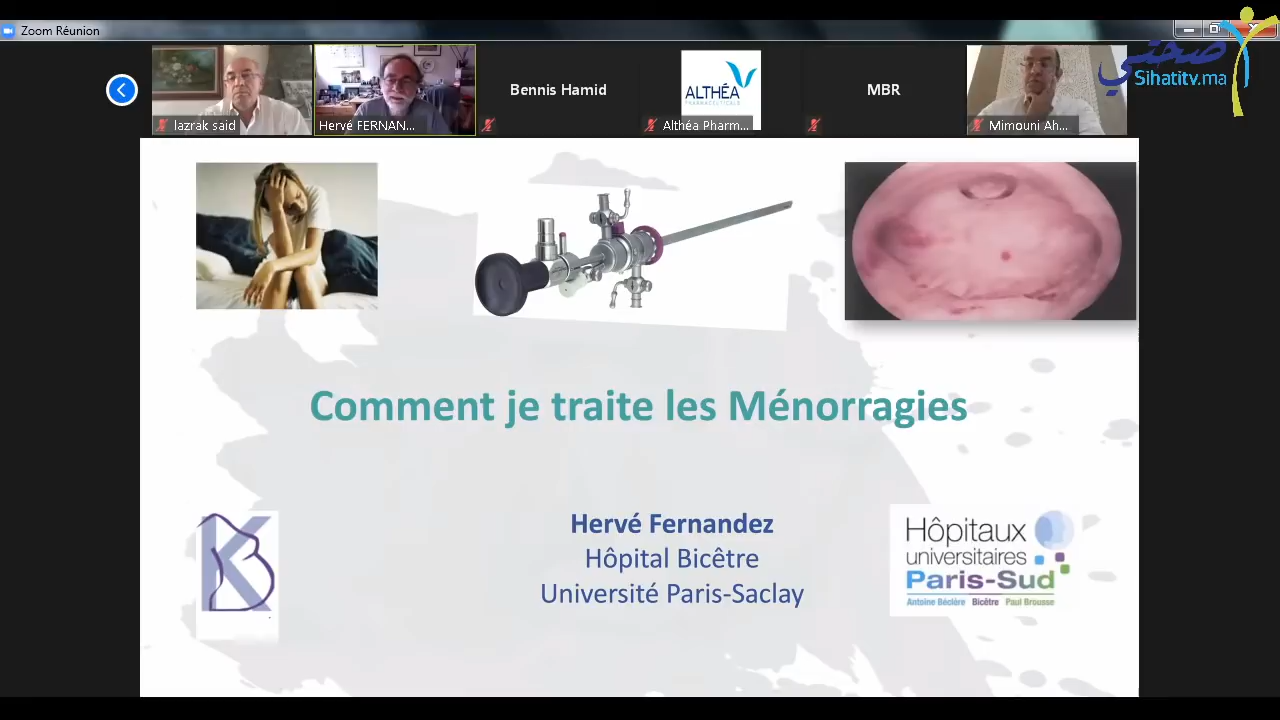 Zoom Réunion
صحتي
Sihatitv.ma
lazrak said
Hervé FERNAN...
Bennis Hamid
ALTHÉA
PHARMACEUTICALS
Althéa Pharm...
MBR
Mimouni Ah...
Comment je traite les Ménorragies
Hervé Fernandez
Hôpital Bicêtre
Université Paris-Saclay
KB
Hôpitaux
universitaires
Paris-Sud
Antoine Béclère Bicêtre Paul Brousse